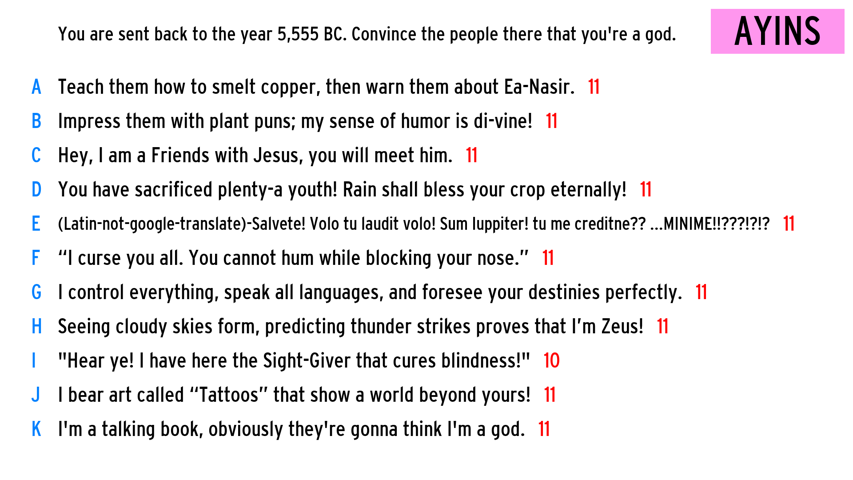 You are sent back to the year 5,555 BC. Convince the people there that you're a god.
AYINS
A Teach them how to smelt copper, then warn them about Ea-Nasir. 11
B Impress them with plant puns; my sense of humor is di-vine! 11
C Hey, I am a Friends with Jesus, you will meet him. 11
D You have sacrificed plenty-a youth! Rain shall bless your crop eternally! 11
E (Latin-not-google-translate)-Salvete! Volo tu laudit volo! Sum Iuppiter! tu me creditne?? ...MINIME!!???!?!? 11
F “I curse you all. You cannot hum while blocking your nose.” 11
G I control everything, speak all languages, and foresee your destinies perfectly. 11
H Seeing cloudy skies form, predicting thunder strikes proves that I’m Zeus! 11
I "Hear ye! I have here the Sight-Giver that cures blindness!" 10
J I bear art called “Tattoos” that show a world beyond yours! 11
K I'm a talking book, obviously they're gonna think I'm a god. 11